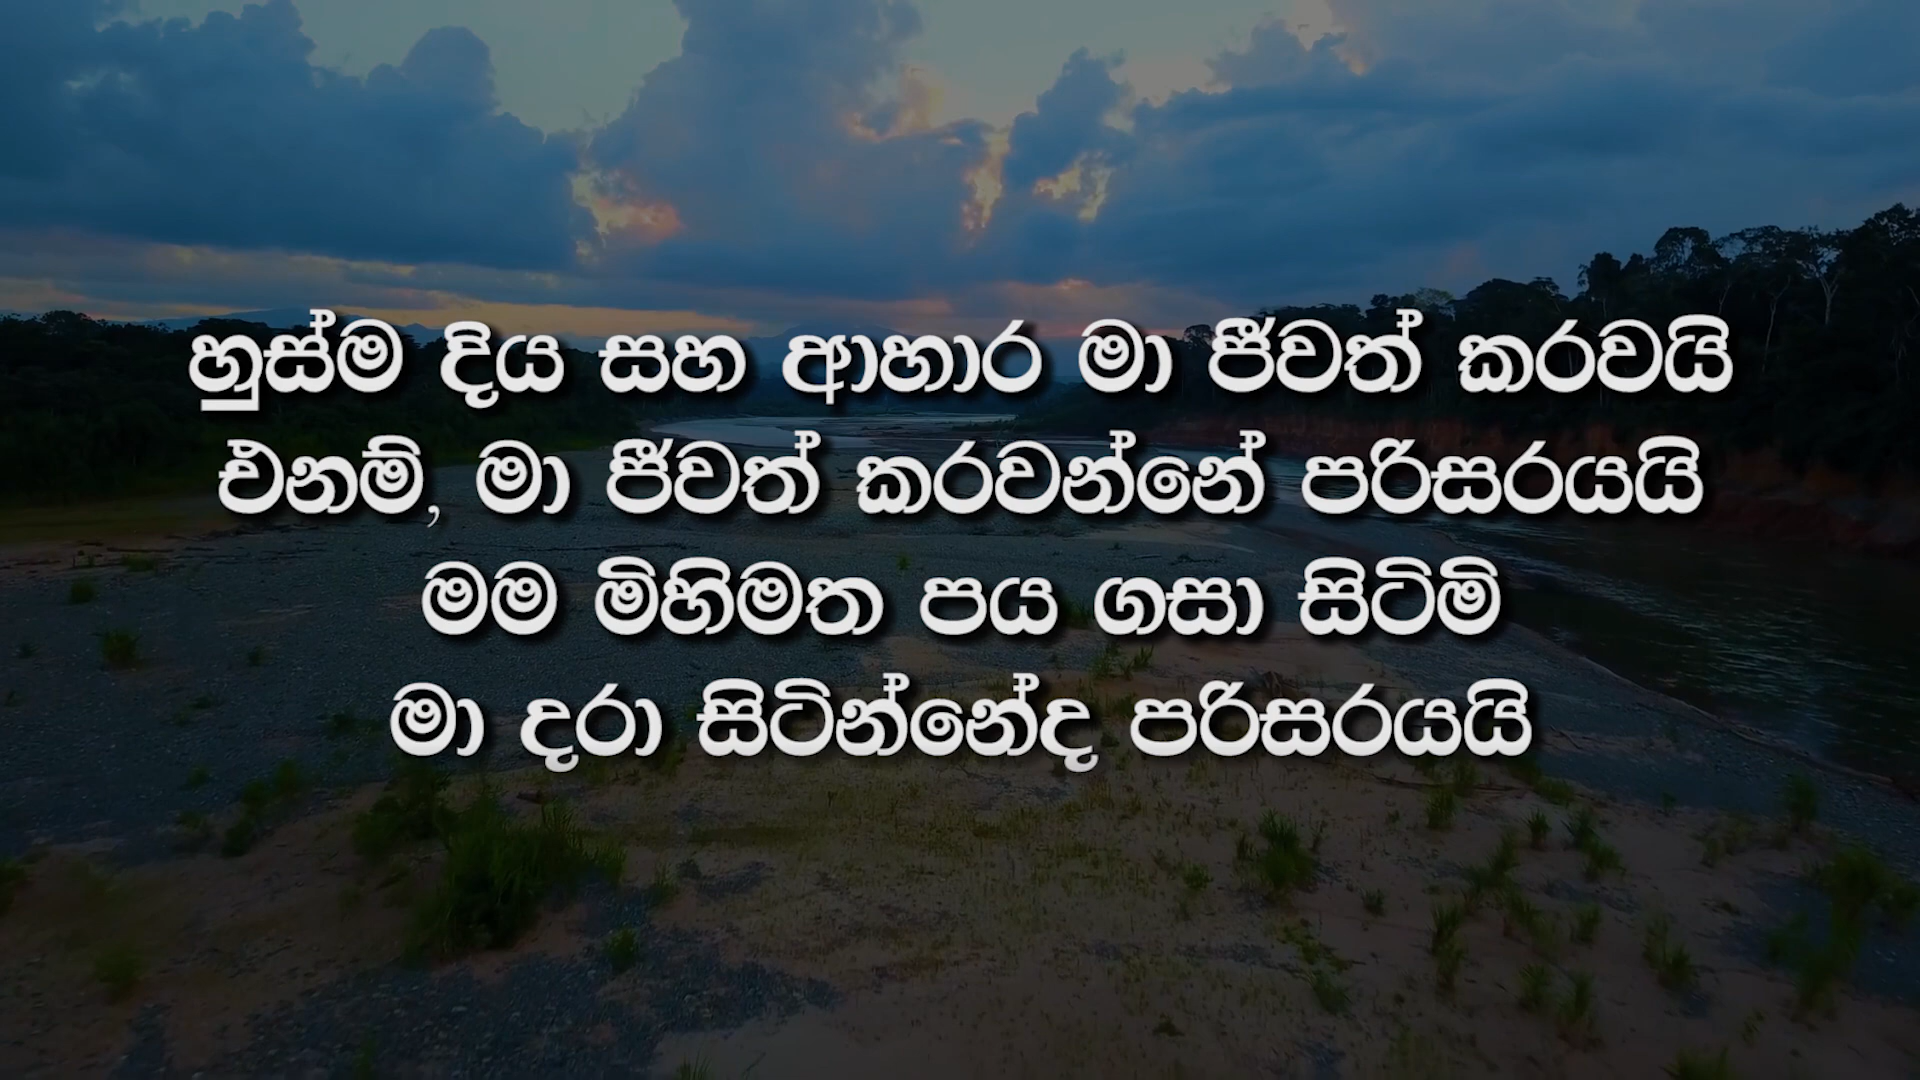 හුස්ම දිය සහ ආහාර මා ජීවත් කරවයි
එනම්, මා ජීවත් කරවන්නේ පරිසරයයි
මම මිහිමත පය ගසා සිටිමි
මා දරා සිටින්නේද පරිසරයයි